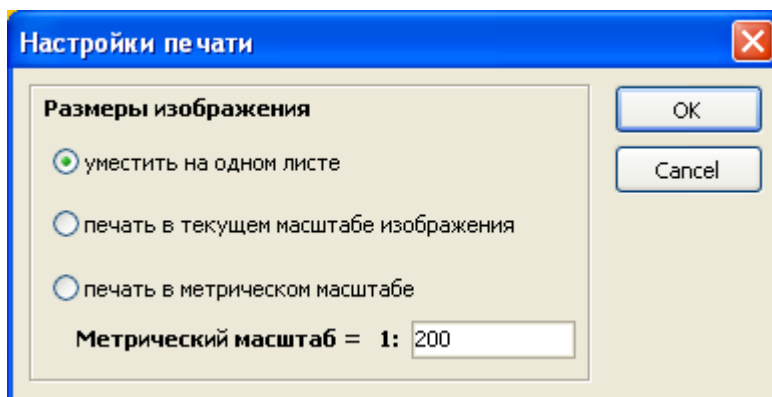 Настройки печати
Размеры изображения
OK
уместить на одном листе
Cancel
печать в текущем масштабе изображения
печать в метрическом масштабе
Метрический масштаб = 1: 200